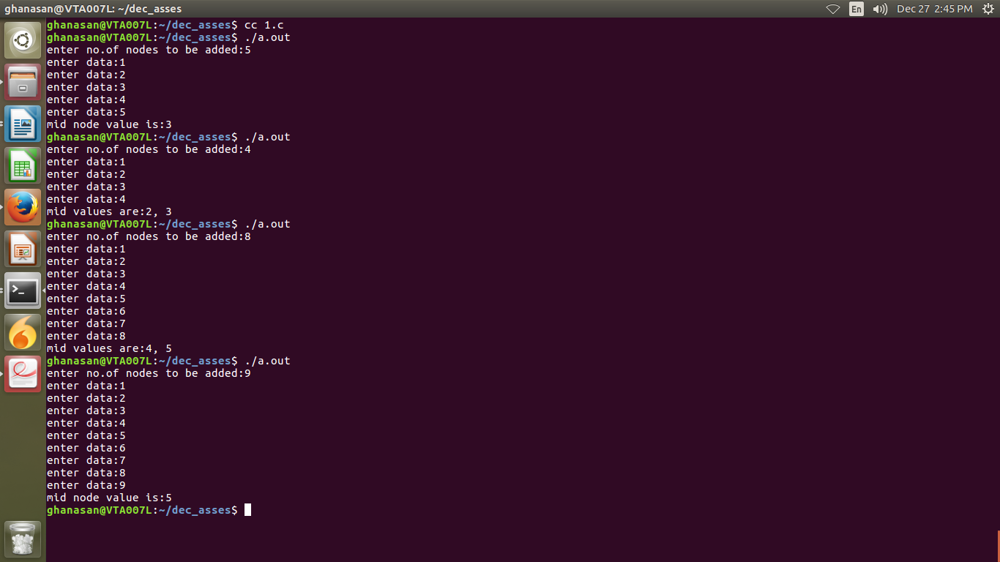 ghanasan@VTA007L: ~/dec_asses En Dec 27 2:45 PM
ghanasan@VTA007L:~/dec_asses$ cc 1.c
ghanasan@VTA007L:~/dec_asses$ ./a.out
enter no.of nodes to be added:5
enter data:1
enter data:2
enter data:3
enter data:4
enter data:5
mid node value is:3
ghanasan@VTA007L:~/dec_asses$ ./a.out
enter no.of nodes to be added:4
enter data:1
enter data:2
enter data:3
enter data:4
mid values are:2, 3
ghanasan@VTA007L:~/dec_asses$ ./a.out
enter no.of nodes to be added:8
enter data:1
enter data:2
enter data:3
enter data:4
enter data:5
enter data:6
enter data:7
enter data:8
mid values are:4, 5
ghanasan@VTA007L:~/dec_asses$ ./a.out
enter no.of nodes to be added:9
enter data:1
enter data:2
enter data:3
enter data:4
enter data:5
enter data:6
enter data:7
enter data:8
enter data:9
mid node value is:5
ghanasan@VTA007L:~/dec_asses$